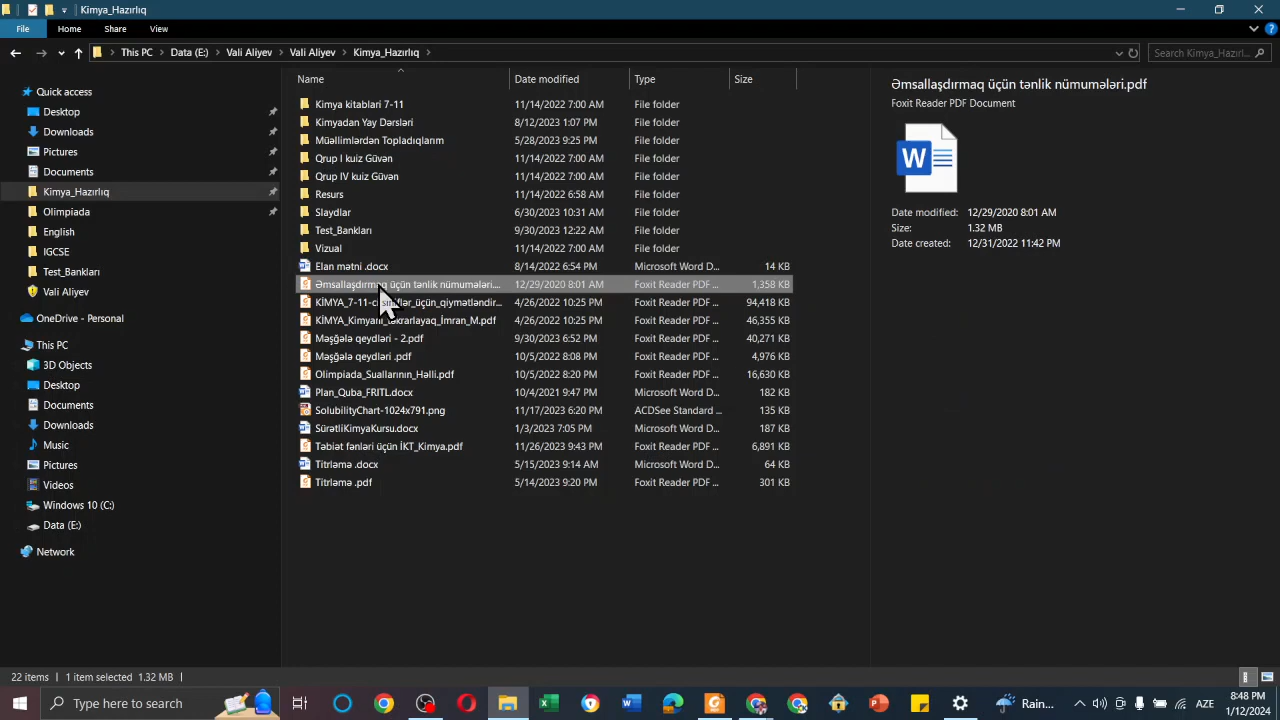 Kimya_Hazırlıq
File
Home
Share
View
This PC
Data (E:)
Vali Aliyev
Vali Aliyev
Kimya_Hazırlıq
Search Kimya_Hazırl...
Quick access
Desktop
Downloads
Pictures
Documents
Kimya_Hazırlıq
Olimpiada
English
IGCSE
Test_Bankları
Vali Aliyev
OneDrive - Personal
This PC
3D Objects
Desktop
Documents
Downloads
Music
Pictures
Videos
Windows 10 (C:)
Data (E:)
Network
Name Date modified Type Size
Kimya kitablari 7-11 11/14/2022 7:00 AM File folder
Kimyadan Yay Dərsləri 8/12/2023 1:07 PM File folder
Müəllimlərdən Topladıqlarım 5/28/2023 9:25 PM File folder
Qrup I kuiz Güvən 11/14/2022 7:00 AM File folder
Qrup IV kuiz Güvən 11/14/2022 7:00 AM File folder
Resurs 11/14/2022 6:58 AM File folder
Slaydlar 6/30/2023 10:31 AM File folder
Test_Bankları 9/30/2023 12:22 AM File folder
Vizual 11/14/2022 7:00 AM File folder
Elan mətni .docx 8/14/2022 6:54 PM Microsoft Word D... 14 KB
Əmsallaşdırmaq üçün tənlik nümumələri.... 12/29/2020 8:01 AM Foxit Reader PDF ... 1,358 KB
KİMYA_7-11-ci_ _üçün_qiymətləndir... 4/26/2022 10:25 PM Foxit Reader PDF ... 94,418 KB
KİMYA_Kimyanı_təkrarlayaq_İmran_M.pdf 4/26/2022 10:25 PM Foxit Reader PDF ... 46,355 KB
Məşğələ qeydləri - 2.pdf 9/30/2023 6:52 PM Foxit Reader PDF ... 40,271 KB
Məşğələ qeydləri .pdf 10/5/2022 8:08 PM Foxit Reader PDF ... 4,976 KB
Olimpiada_Suallarının_Həlli.pdf 10/5/2022 8:20 PM Foxit Reader PDF ... 16,630 KB
Plan_Quba_FRITL.docx 10/4/2021 9:47 PM Microsoft Word D... 182 KB
SolubilityChart-1024x791.png 11/17/2023 6:20 PM ACDSee Standard ... 135 KB
SürətliKimyaKursu.docx 1/3/2023 7:05 PM Microsoft Word D... 187 KB
Təbiət fənləri üçün İKT_Kimya.pdf 11/26/2023 9:43 PM Foxit Reader PDF ... 6,891 KB
Titrləmə .docx 5/15/2023 9:14 AM Microsoft Word D... 64 KB
Titrləmə .pdf 5/14/2023 9:20 PM Foxit Reader PDF ... 301 KB
Əmsallaşdırmaq üçün tənlik nümumələri.pdf
Foxit Reader PDF Document
W
Date modified: 12/29/2020 8:01 AM
Size: 1.32 MB
Date created: 12/31/2022 11:42 PM
22 items 1 item selected 1.32 MB
Type here to search
Rain...
AZE
8:48 PM
1/12/2024